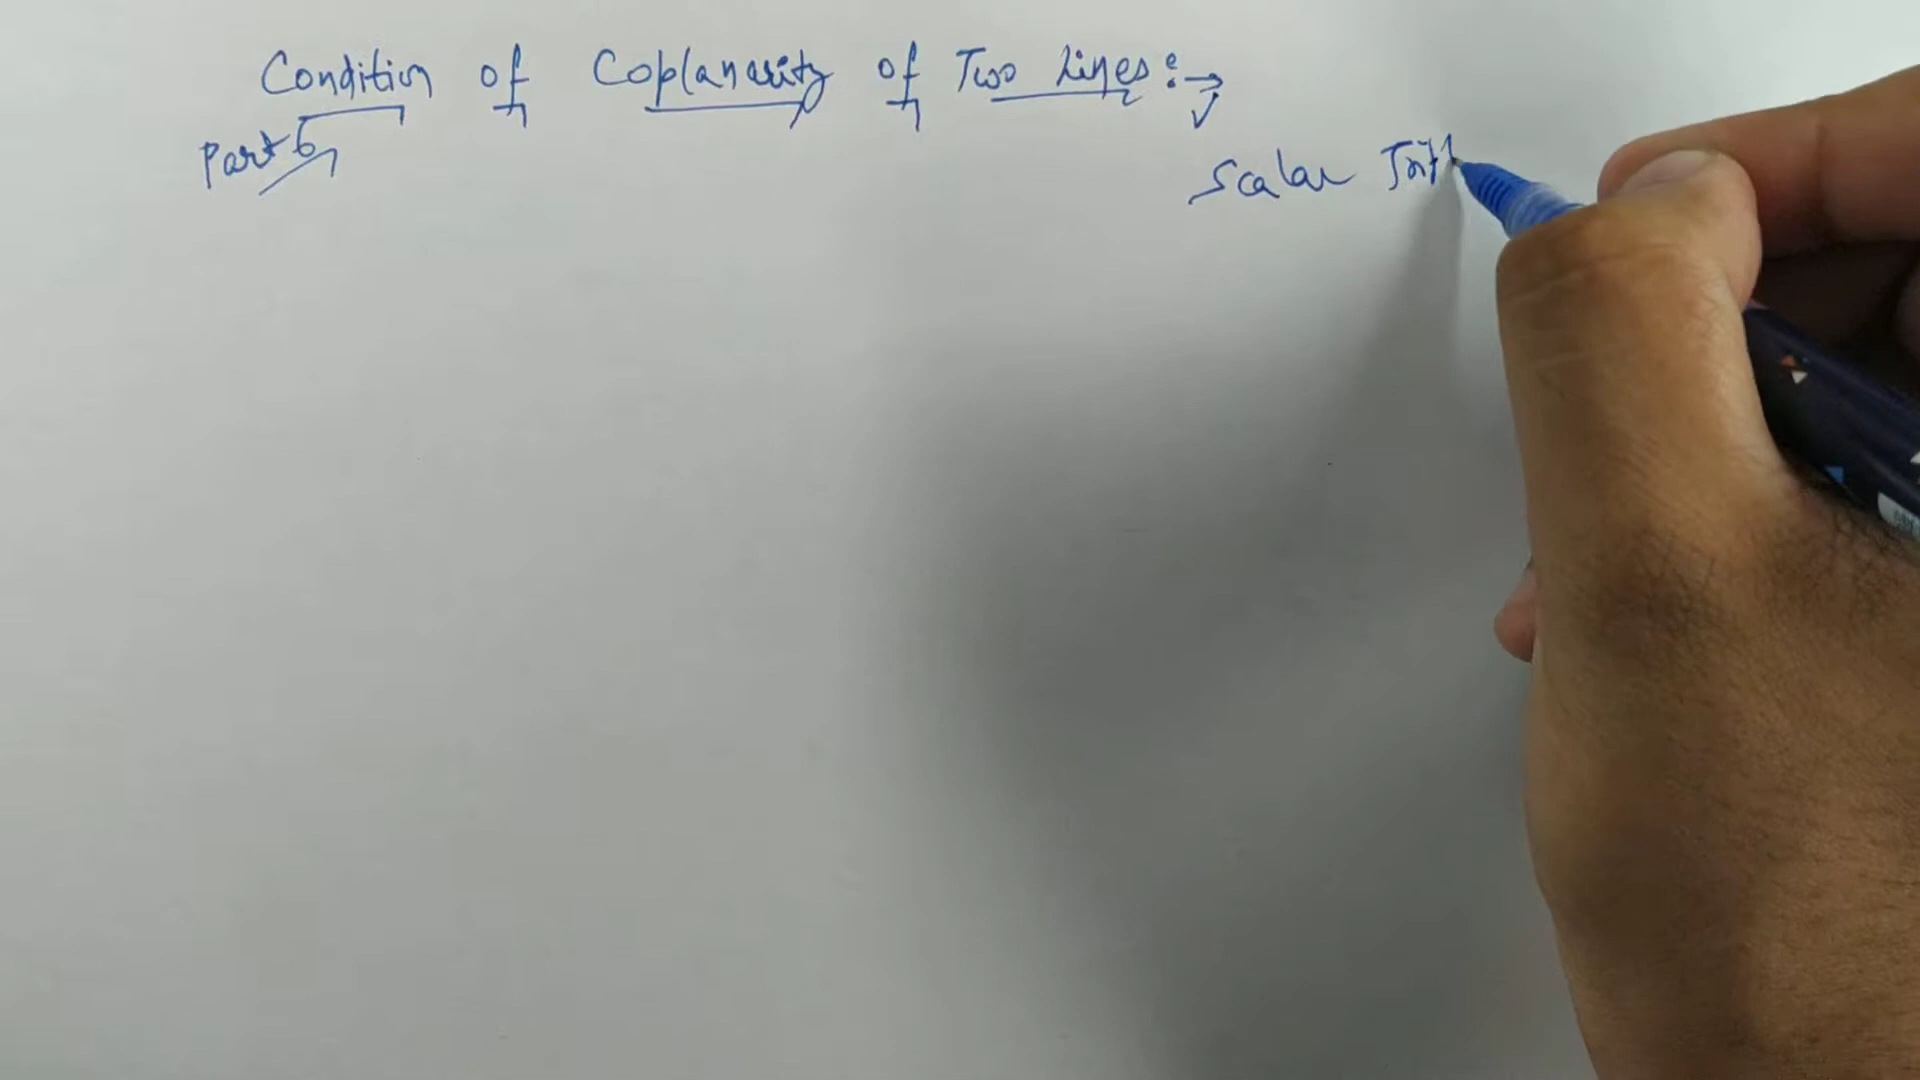 Condition of Coplanarity of Two Lines:→
Part 6
Scalar